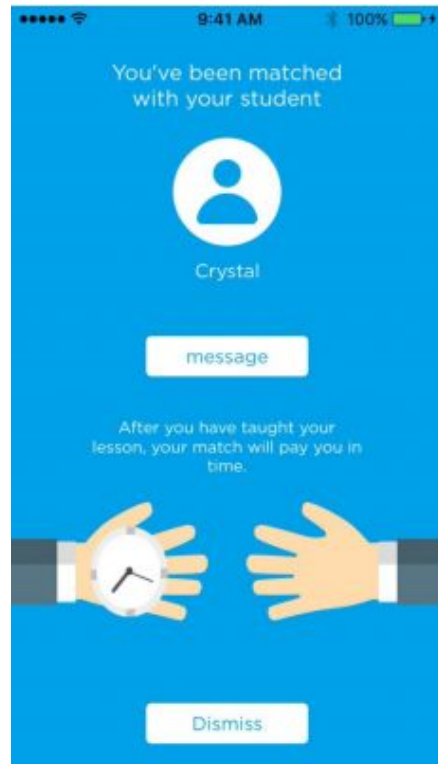 9:41 AM 100%
You've been matched
with your student
Crystal
message
After you have taught your
lesson, your match will pay you in
time.
Dismiss